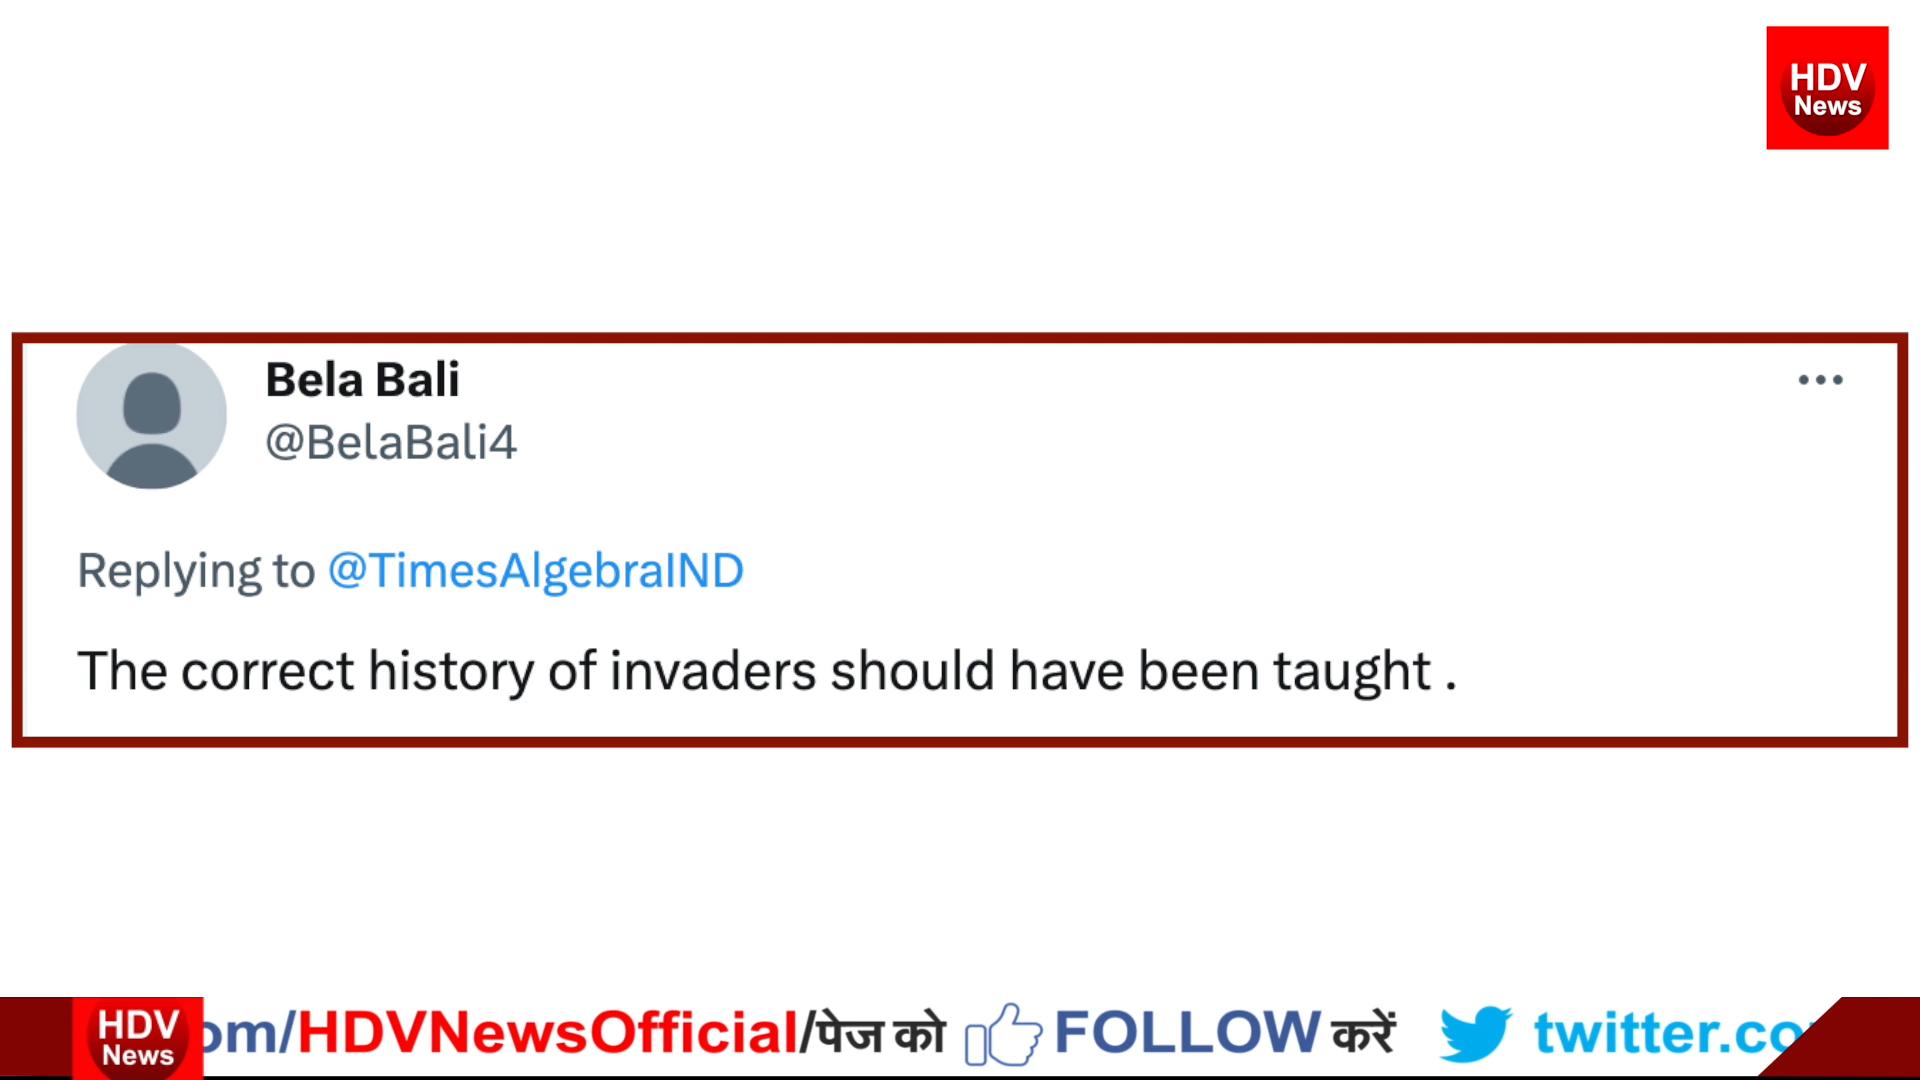 HDV
News
Bela Bali
@BelaBali4
Replying to @TimesAlgebraIND
The correct history of invaders should have been taught .
HDV
News
om/HDVNewsOfficial/पेज को FOLLOW करें twitter.co